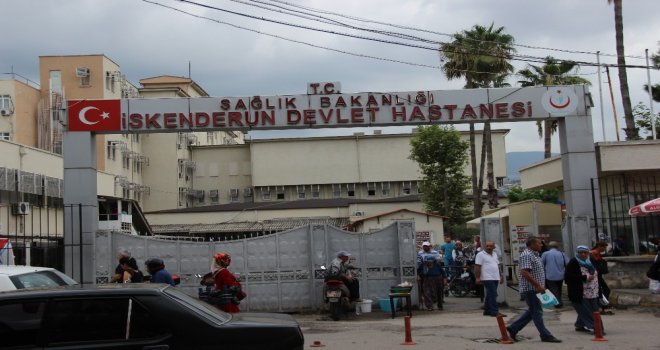 T.C.
SAĞLIK BAKANLIĞI
İSKENDERUN DEVLET HASTANESİ